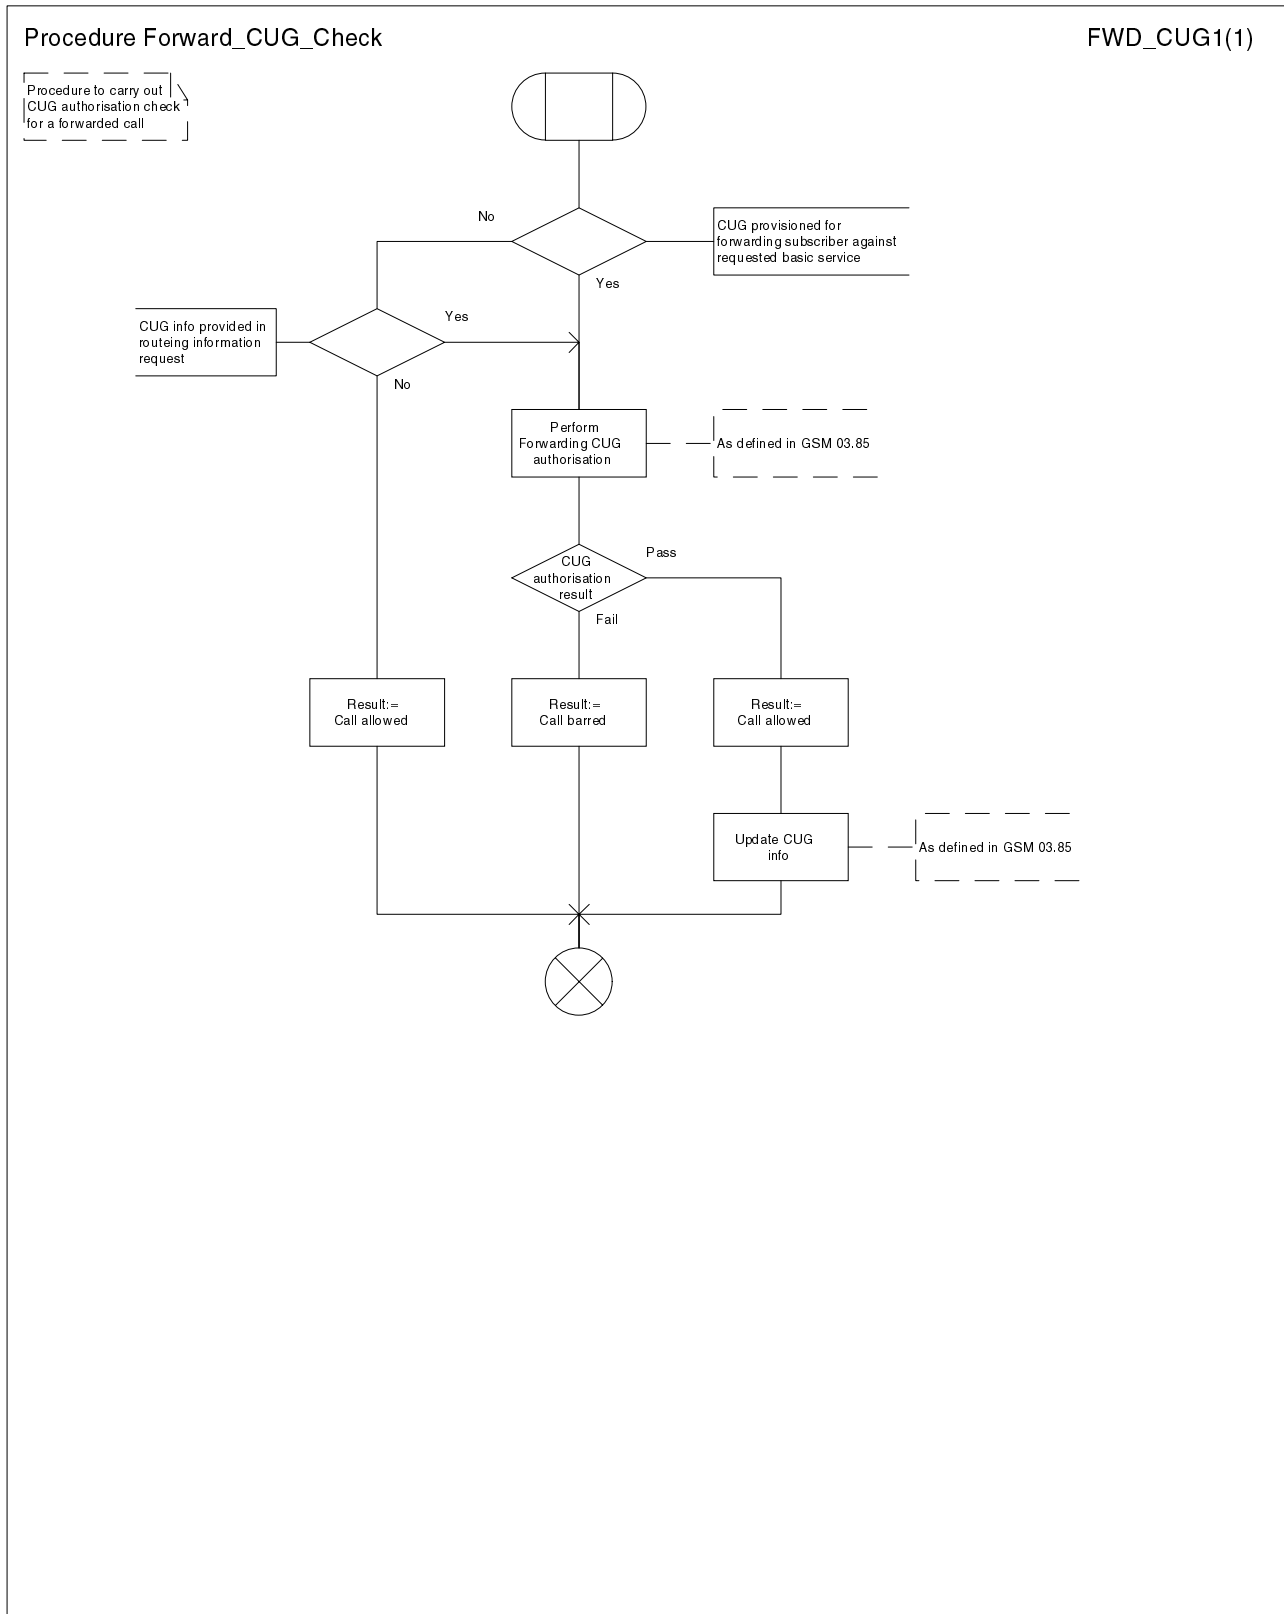 Procedure Forward_CUG_Check
FWD_CUG1(1)
Procedure to carry out
CUG authorisation check
for a forwarded call
No
CUG provisioned for
forwarding subscriber against
requested basic service
Yes
CUG info provided in
routeing information
request
Yes
No
Perform
Forwarding CUG
authorisation
As defined in GSM 03.85
CUG
authorisation
result
Pass
Fail
Result:=
Call allowed
Result:=
Call barred
Result:=
Call allowed
Update CUG
info
As defined in GSM 03.85